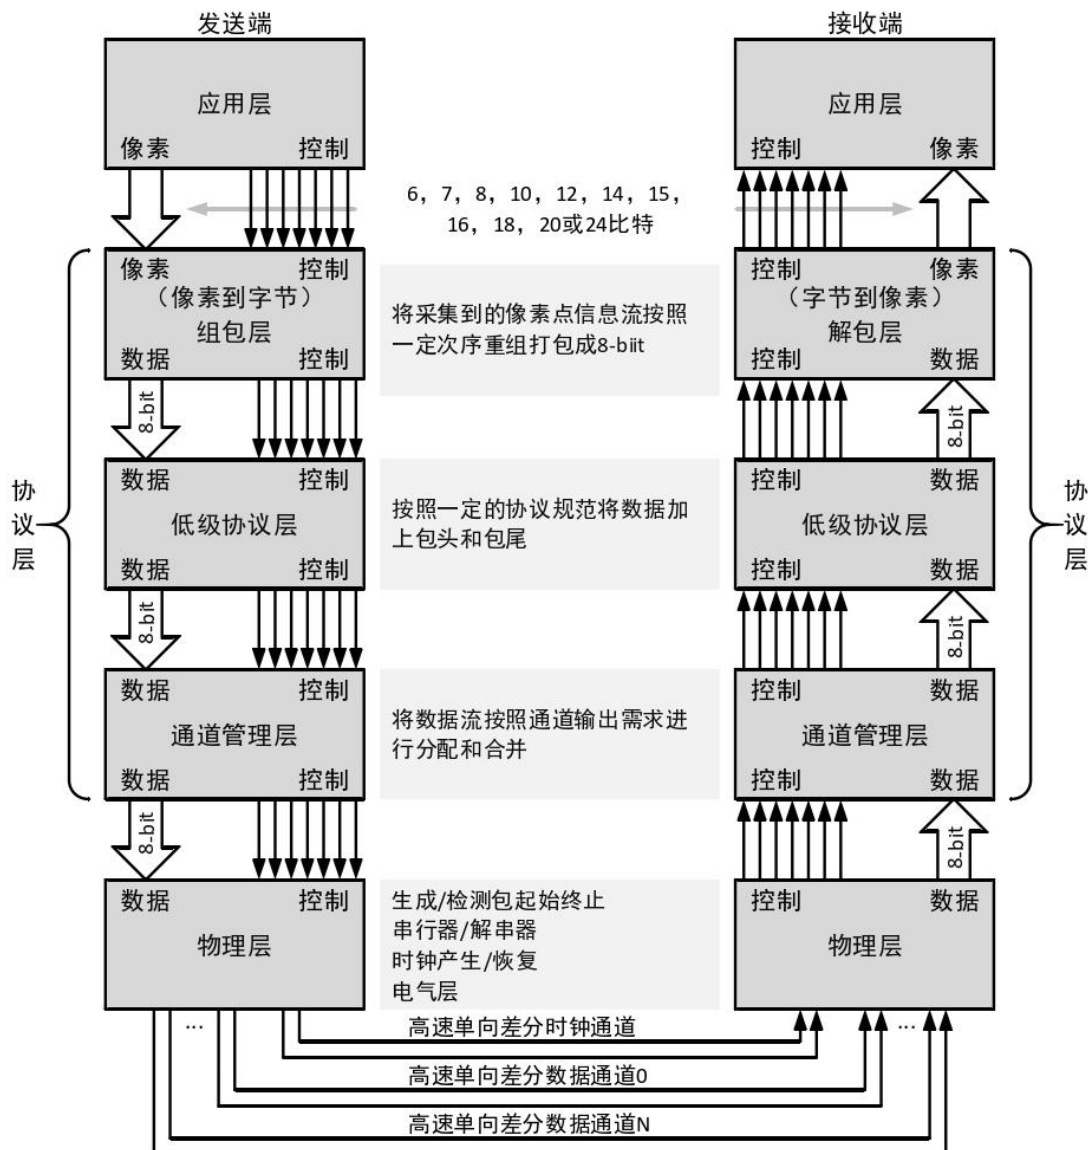 发送端
接收端
应用层
像素 控制
应用层
控制 像素
6，7，8，10，12，14，15，
16，18，20或24比特
像素 控制
（像素到字节）
组包层
数据 控制
将采集到的像素点信息流按照
一定次序重组打包成8-biit
控制 像素
（字节到像素）
解包层
控制 数据
8-bit
8-bit
协
议
层
数据 控制
低级协议层
数据 控制
按照一定的协议规范将数据加
上包头和包尾
控制 数据
低级协议层
控制 数据
协
议
层
8-bit
8-bit
数据 控制
通道管理层
数据 控制
将数据流按照通道输出需求进
行分配和合并
控制 数据
通道管理层
控制 数据
8-bit
8-bit
数据 控制
物理层
生成/检测包起始终止
串行器/解串器
时钟产生/恢复
电气层
控制 数据
物理层
...
...
高速单向差分时钟通道
高速单向差分数据通道0
高速单向差分数据通道N